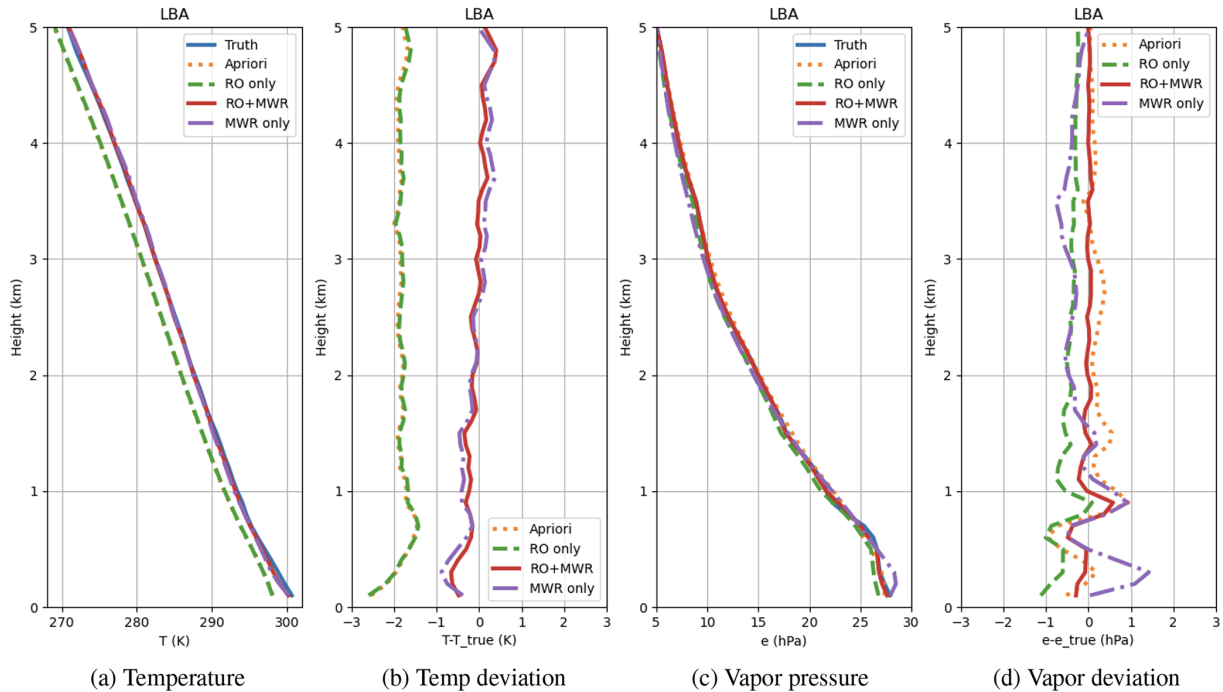 LBA
5
4
3
2
1
0
Height (km)
270
280
290
300
T (K)
Truth
Apriori
RO only
RO+MWR
MWR only
(a) Temperature
LBA
5
4
3
2
1
0
Height (km)
−3
−2
−1
0
1
2
3
T-T_true (K)
Apriori
RO only
RO+MWR
MWR only
(b) Temp deviation
LBA
5
4
3
2
1
0
Height (km)
5
10
15
20
25
30
e (hPa)
Truth
Apriori
RO only
RO+MWR
MWR only
(c) Vapor pressure
LBA
5
4
3
2
1
0
Height (km)
−3
−2
−1
0
1
2
3
e-e_true (hPa)
Apriori
RO only
RO+MWR
MWR only
(d) Vapor deviation